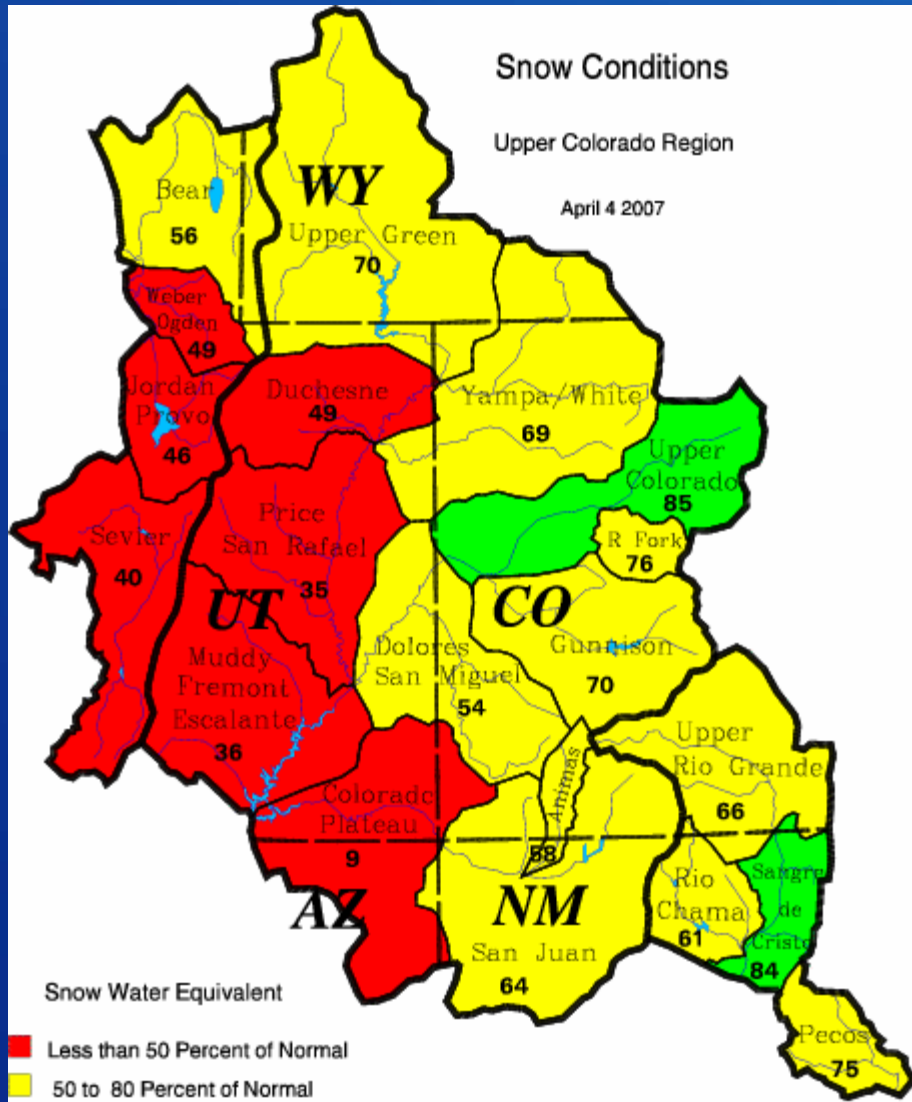 Snow Conditions
Upper Colorado Region
April 4 2007
Bear
56
WY
Upper Green
70
Weber
Ogden
49
Jordan
Provo
46
Duchesne
49
Yampa/White
69
Upper
Colorado
85
R Fork
76
Sevier
40
Price
San Rafael
35
UT
CO
Gunnison
70
Muddy
Fremont
Escalante
36
Dolores
San Miguel
54
Upper
Rio Grande
66
Animas
58
Colorado
Plateau
9
AZ
NM
San Juan
64
Rio
Chama
61
Sangre
de
Cristo
84
Pecos
75
Snow Water Equivalent
Less than 50 Percent of Normal
50 to 80 Percent of Normal